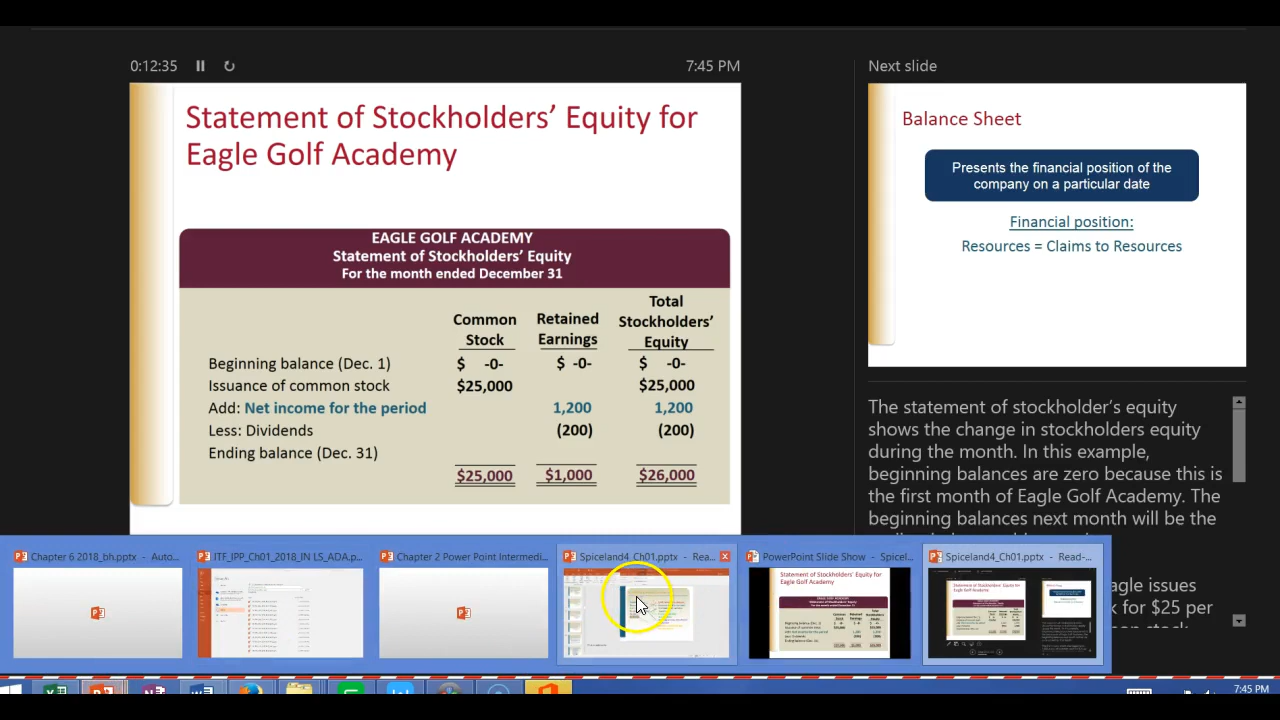 0:12:35
7:45 PM
Next slide
Statement of Stockholders' Equity for
Eagle Golf Academy
EAGLE GOLF ACADEMY
Statement of Stockholders' Equity
For the month ended December 31
Common Stock Retained Earnings Total Stockholders' Equity
Beginning balance (Dec. 1) $ -0- $ -0- $ -0-
Issuance of common stock $25,000 $25,000
Add: Net income for the period 1,200 1,200
Less: Dividends (200) (200)
Ending balance (Dec. 31)
$25,000 $1,000 $26,000
Balance Sheet
Presents the financial position of the
company on a particular date
Financial position:
Resources = Claims to Resources
The statement of stockholder's equity
shows the change in stockholders equity
during the month. In this example,
beginning balances are zero because this is
the first month of Eagle Golf Academy. The
beginning balances next month will be the
agle issues
k for $25 per
Chapter 6 2018_bh.pptx - Auto...
ITF_IPP_Ch01_2018_IN LS_ADA.p...
Chapter 2 Power Point Intermedi...
Spiceland4_Ch01.pptx - Rea...
PowerPoint Slide Show - Spicel...
Spiceland4_Ch01.pptx - Read-...
Statement of Stockholders' Equity for
Eagle Golf Academy
7:45 PM